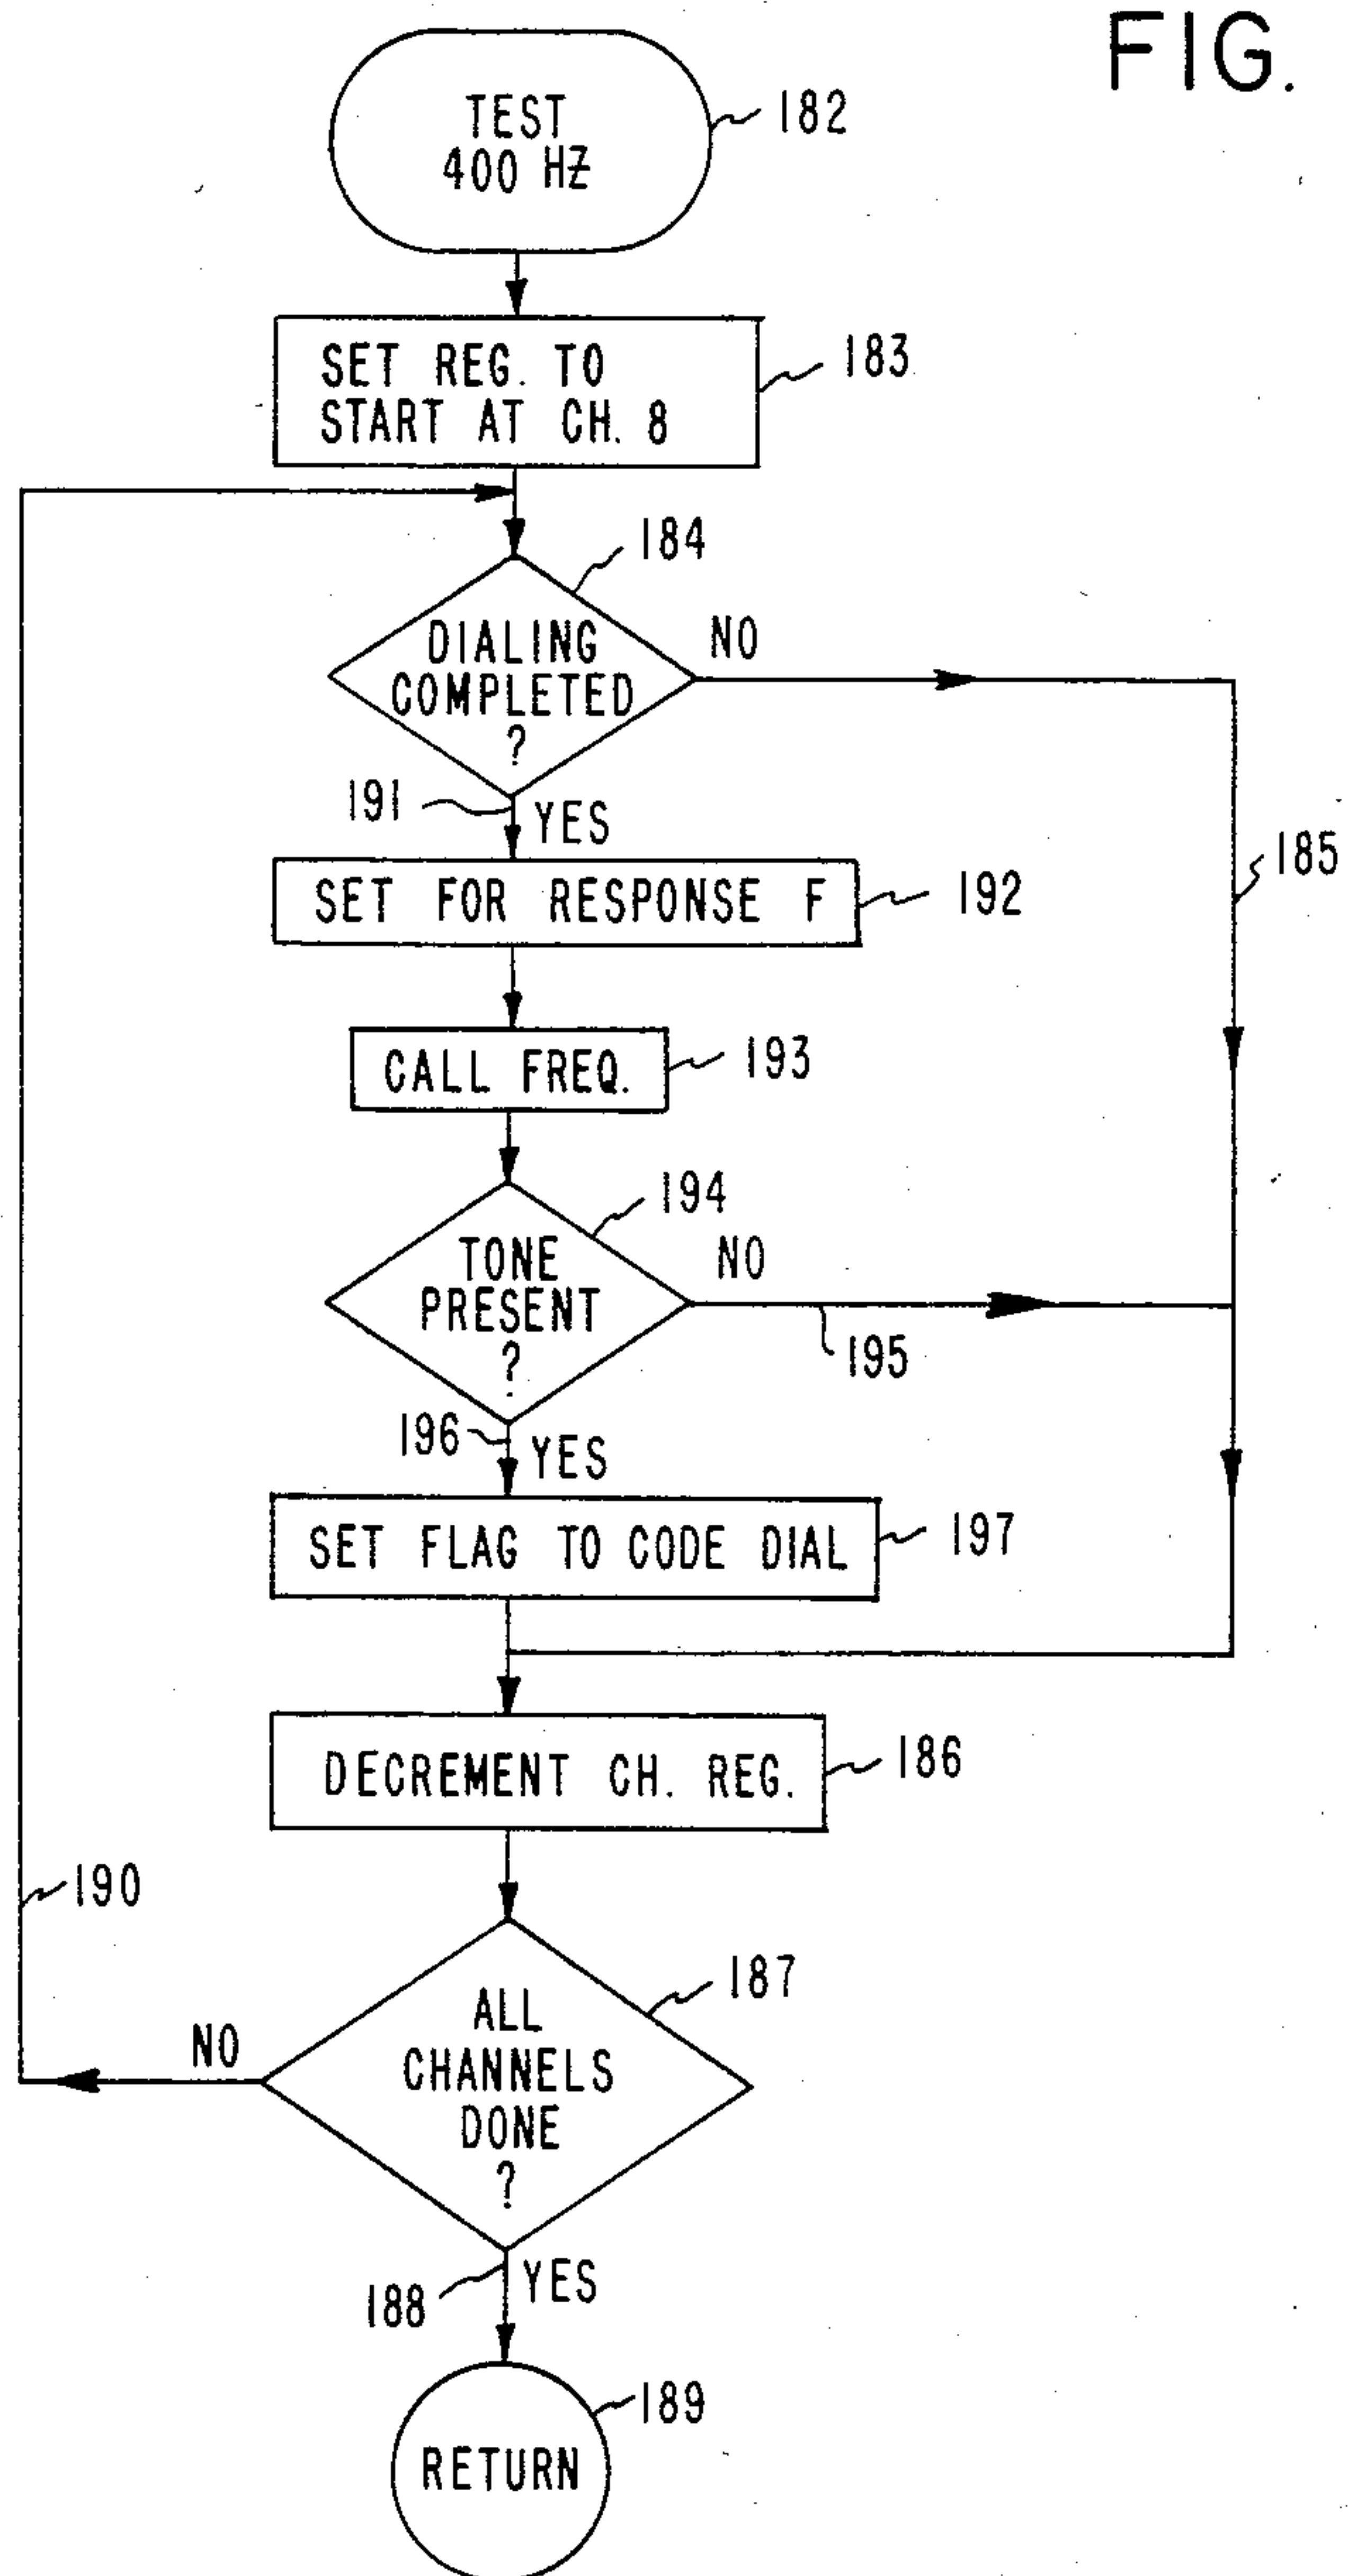 FIG.
TEST
400 HZ
182
SET REG. TO
START AT CH. 8
183
184
DIALING
COMPLETED
?
NO
191
YES
185
SET FOR RESPONSE F
192
CALL FREQ.
193
194
TONE
PRESENT
?
NO
195
196
YES
SET FLAG TO CODE DIAL
197
DECREMENT CH. REG.
186
190
187
ALL
CHANNELS
DONE
?
NO
188
YES
189
RETURN